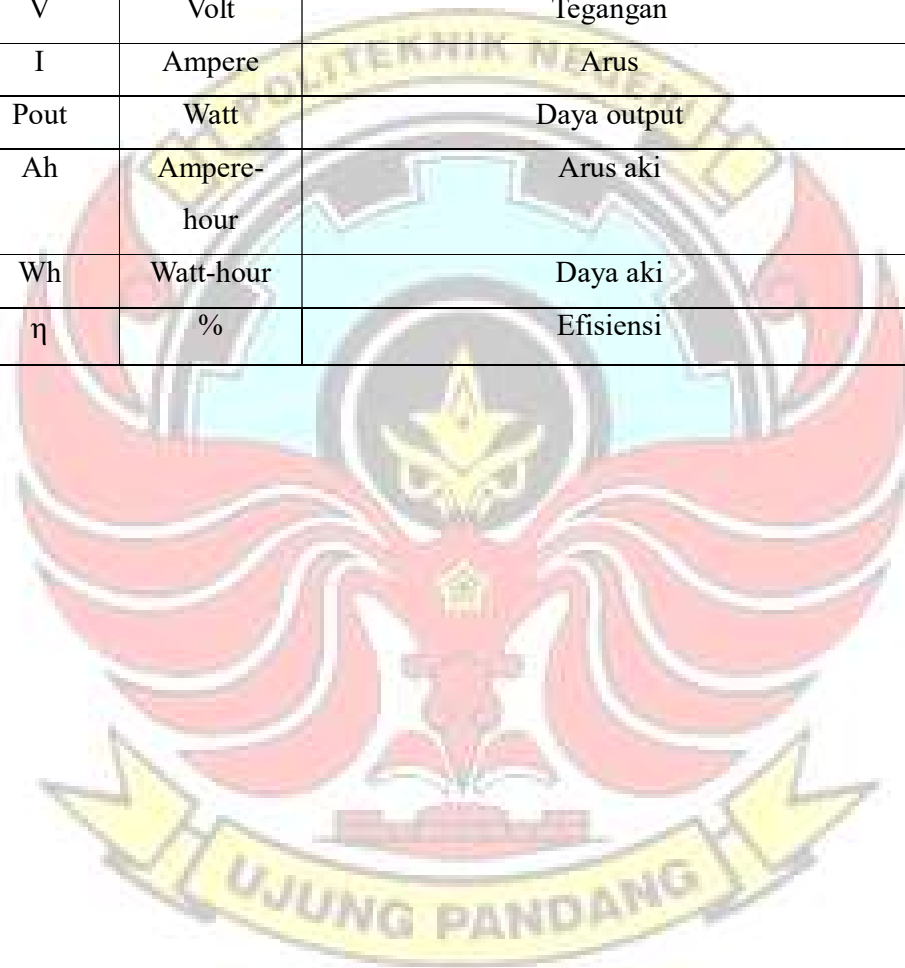 V Volt Tegangan
I Ampere Arus
Pout Watt Daya output
Ah Ampere- Arus aki
hour
Wh Watt-hour Daya aki
η % Efisiensi
POLITEKNIK NEGERI
UJUNG PANDANG